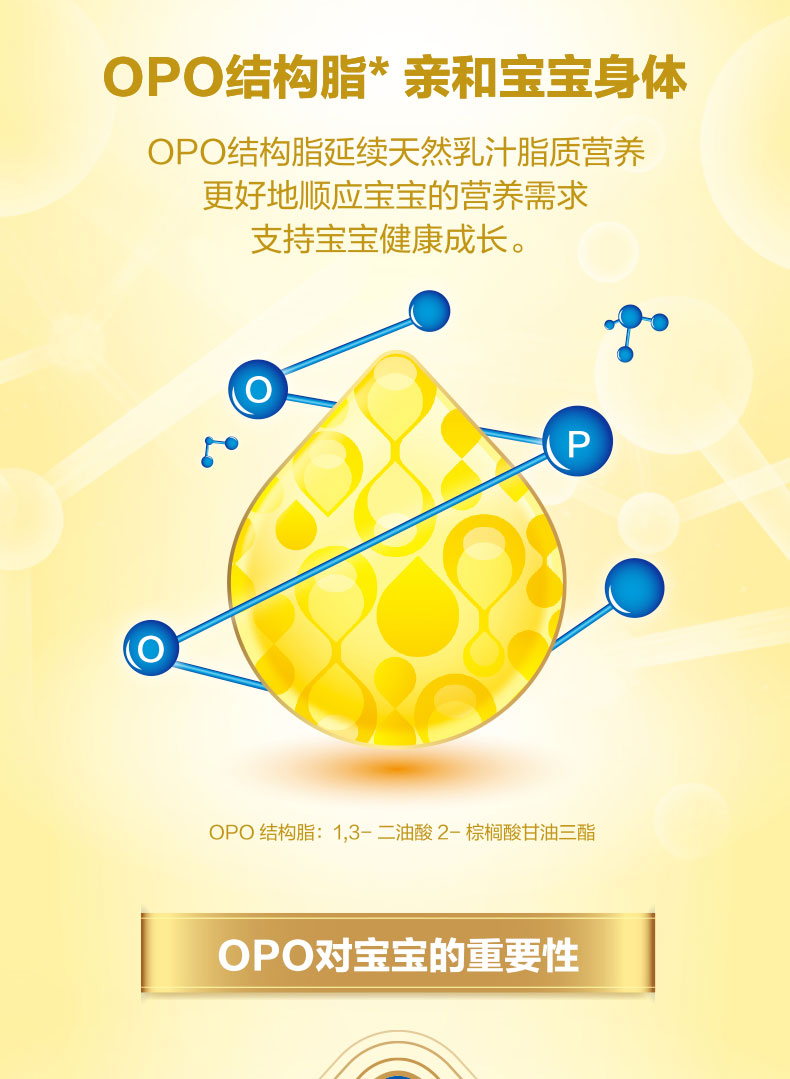 OPO结构脂* 亲和宝宝身体
OPO结构脂延续天然乳汁脂质营养
更好地顺应宝宝的营养需求
支持宝宝健康成长。
O
P
O
OPO 结构脂：1,3- 二油酸 2- 棕榈酸甘油三酯
OPO对宝宝的重要性